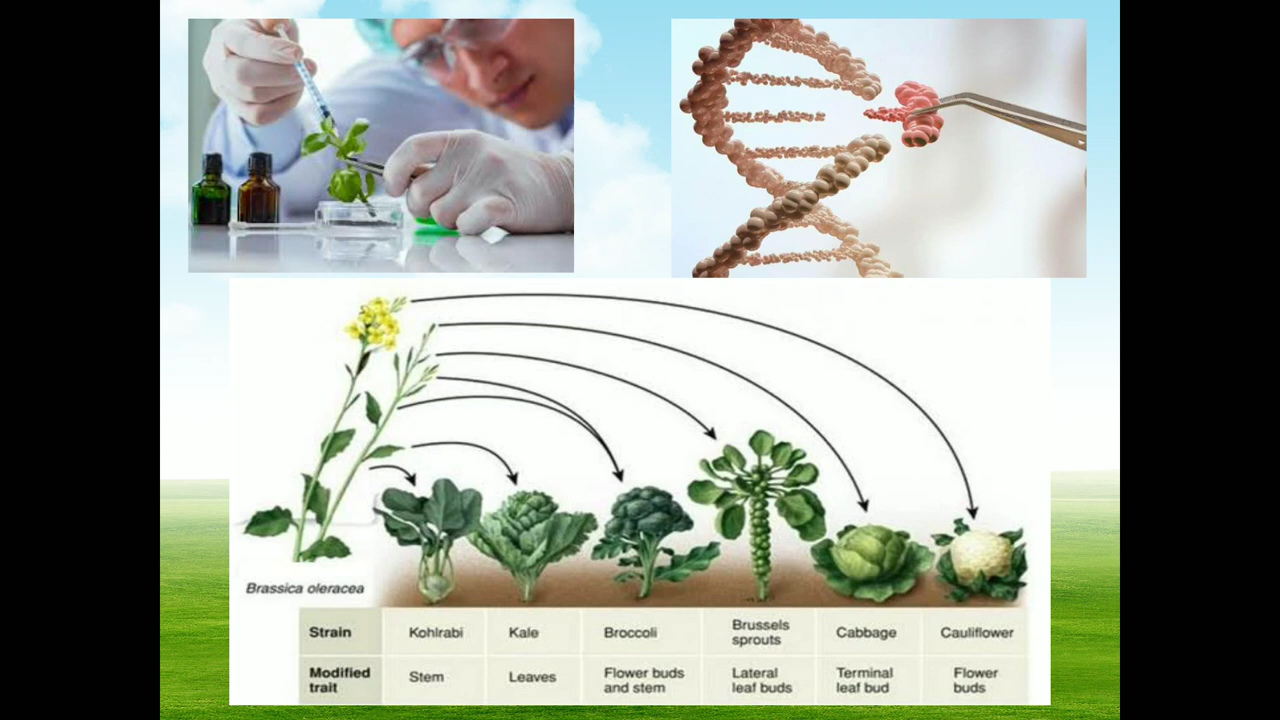 Brassica oleracea
Strain Kohlrabi Kale Broccoli Brussels sprouts Cabbage Cauliflower
Modified trait Stem Leaves Flower buds and stem Lateral leaf buds Terminal leaf bud Flower buds